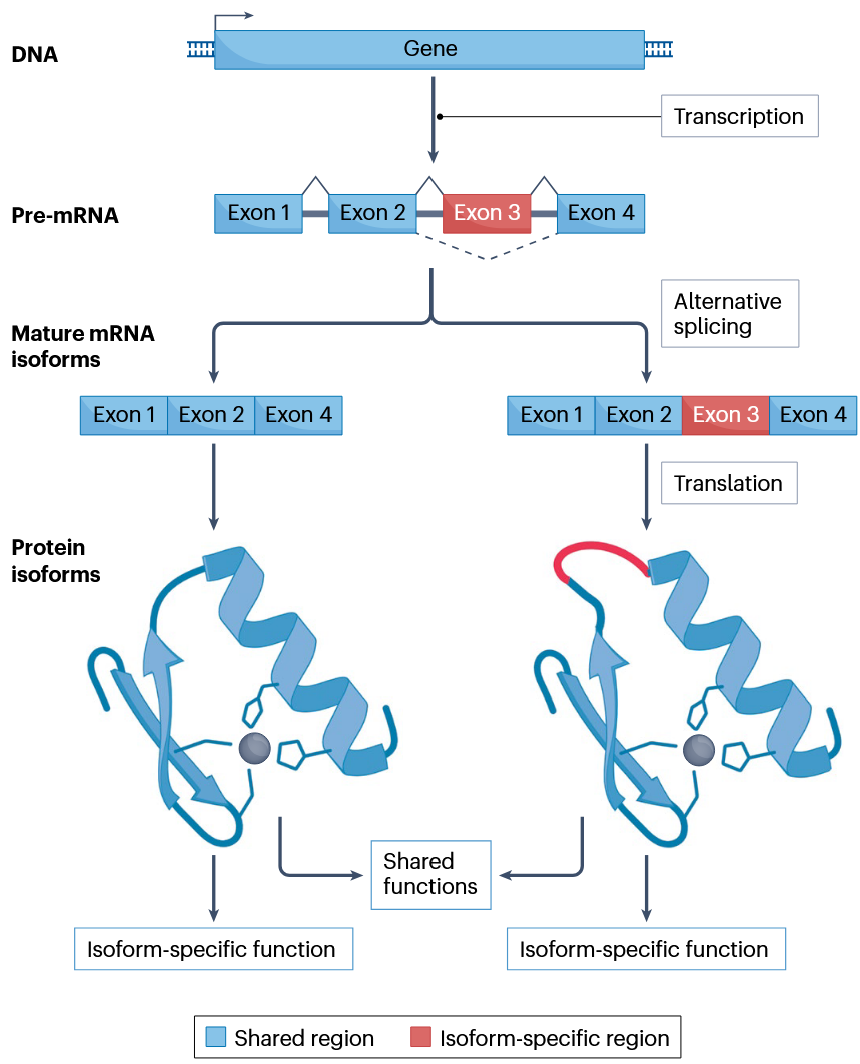 DNA
Gene
Transcription
Pre-mRNA
Exon 1
Exon 2
Exon 3
Exon 4
Alternative
splicing
Mature mRNA
isoforms
Exon 1
Exon 2
Exon 4
Exon 1
Exon 2
Exon 3
Exon 4
Translation
Protein
isoforms
Shared
functions
Isoform-specific function
Isoform-specific function
Shared region
Isoform-specific region